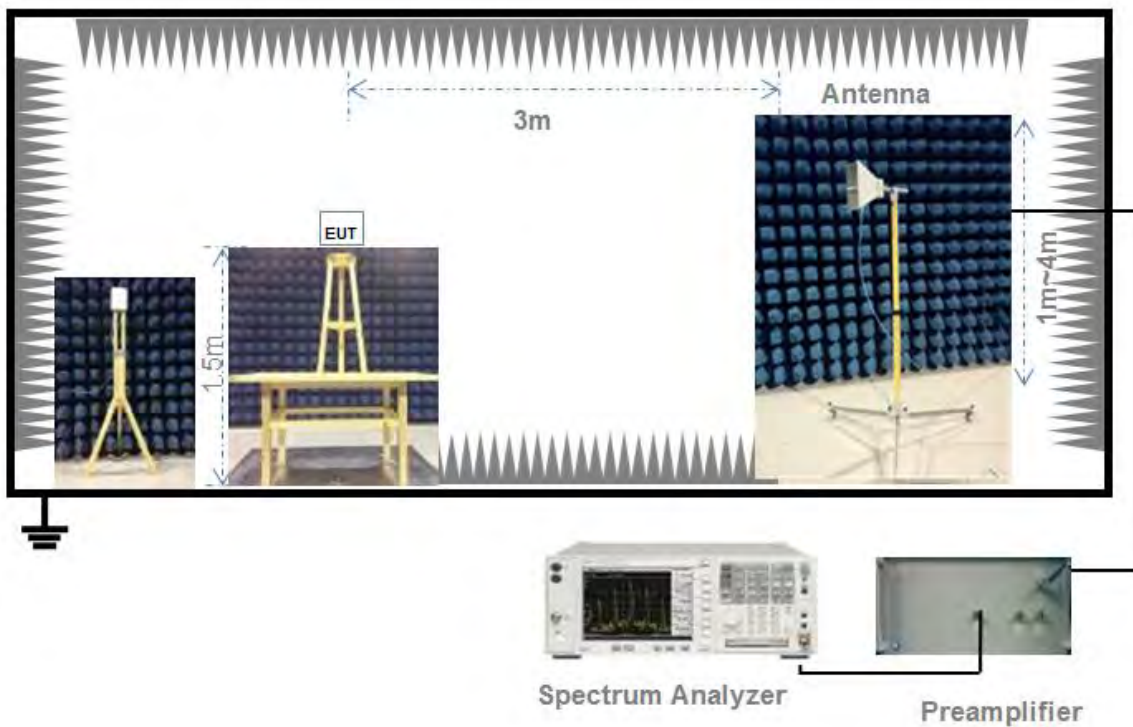 Antenna
3m
EUT
1.5m
1m~4m
Spectrum Analyzer
Preamplifier